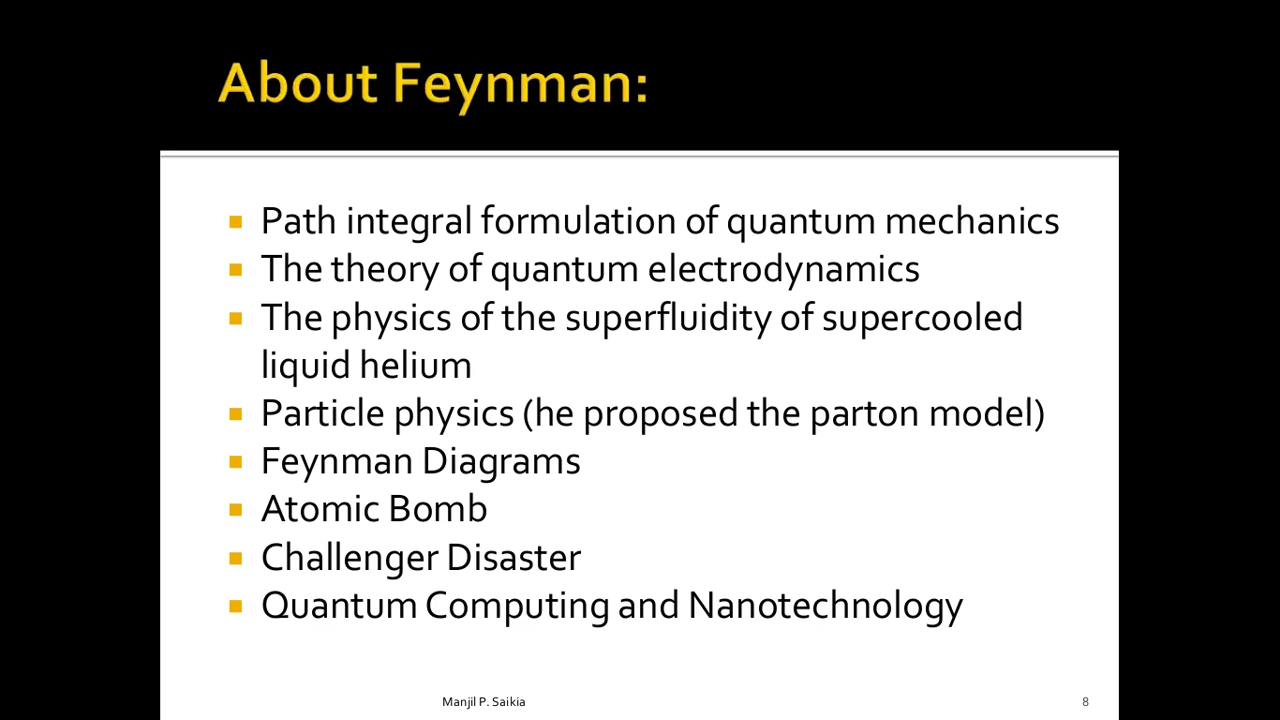 About Feynman:
Path integral formulation of quantum mechanics
The theory of quantum electrodynamics
The physics of the superfluidity of supercooled
liquid helium
Particle physics (he proposed the parton model)
Feynman Diagrams
Atomic Bomb
Challenger Disaster
Quantum Computing and Nanotechnology
Manjil P. Saikia
8